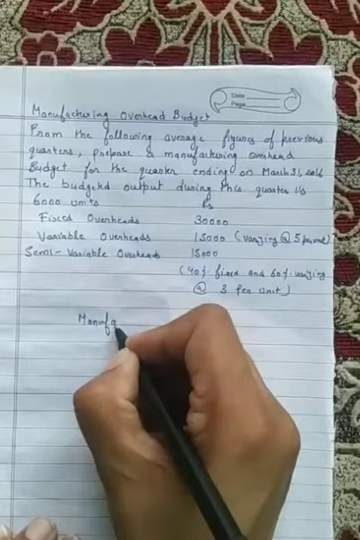 Date
Page
Manufacturing Overhead Budget
From the following average figures of previous
quarters, prepare a manufacturing overhead
Budget for the quarter ending on March 31, 2016
The budgetd output during this quarter is
6000 units.
Fixed Overheads 30000
Variable Overheads 15000 (varying @ 5 per unit)
Semi-Variable Overheads 15000
(40% fixed and 60% varying
@ 3 per unit)
Manufa